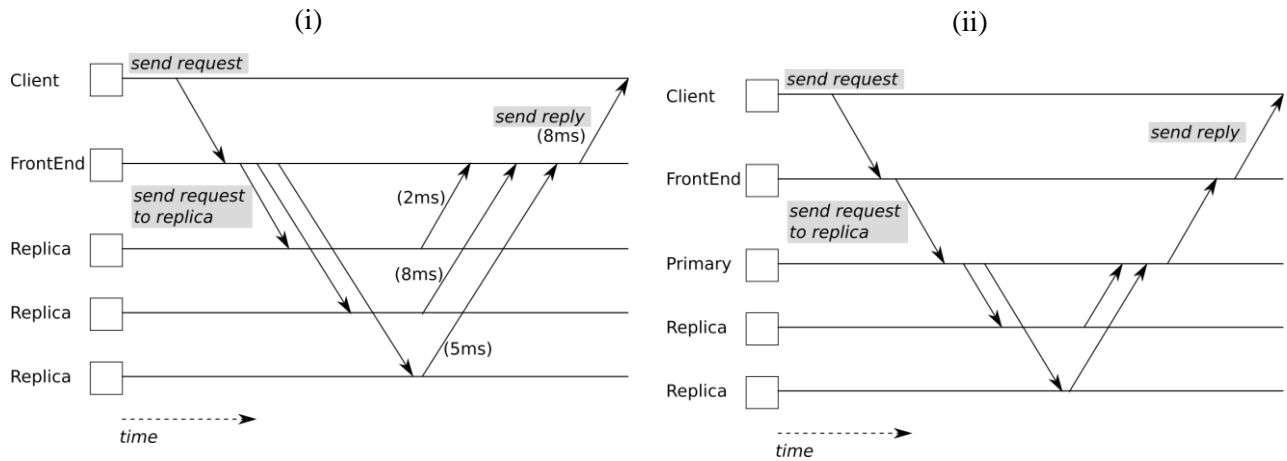 (i)
send request
Client
send reply
(8ms)
FrontEnd
send request
to replica
(2ms)
Replica
(8ms)
Replica
(5ms)
Replica
time
(ii)
send request
Client
send reply
FrontEnd
send request
to replica
Primary
Replica
Replica
time